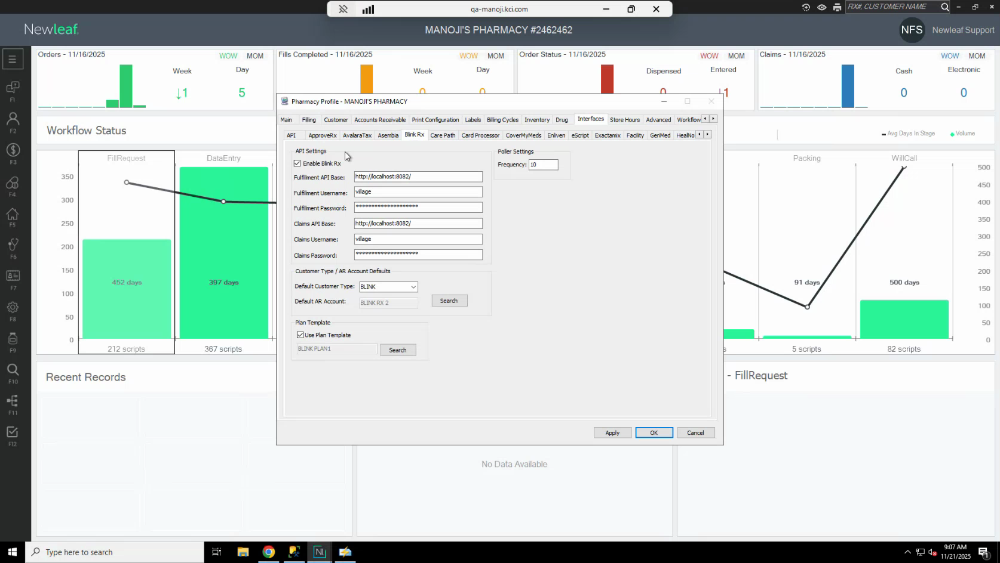 qa-manoji.kci.com
RX#, CUSTOMER NAME
Newleaf
MANOJI'S PHARMACY #2462462
NFS
Newleaf Support
Orders - 11/16/2025
WOW MOM
Week
Day
↓1
5
Fills Completed - 11/16/2025
WOW MOM
Week
Day
Order Status - 11/16/2025
WOW MOM
Dispensed
Entered
Claims - 11/16/2025
WOW MOM
Cash
Electronic
0
0
F1
F2
F3
F4
F5
F6
F7
F8
F9
F10
F11
F12
Workflow Status
Avg Days In Stage
Volume
FillRequest
DataEntry
Packing
WillCall
350
300
250
200
150
100
50
0
452 days
397 days
91 days
500 days
212 scripts
367 scripts
5 scripts
82 scripts
500
450
400
350
300
250
200
150
100
50
0
Pharmacy Profile - MANOJI'S PHARMACY
Main Filling Customer Accounts Receivable Print Configuration Labels Billing Cycles Inventory Drug Interfaces Store Hours Advanced Workflow
API ApproveRx AvalaraTax Asembia Blink Rx Care Path Card Processor CoverMyMeds Enliven eScript Exactamix Facility GeriMed HealNo
API Settings
Enable Blink Rx
Fulfillment API Base: http://localhost:8082/
Fulfillment Username: village
Fulfillment Password: ********************
Claims API Base: http://localhost:8082/
Claims Username: village
Claims Password: ********************
Poller Settings
Frequency: 10
Customer Type / AR Account Defaults
Default Customer Type: BLINK
Default AR Account: BLINK RX 2
Search
Plan Template
Use Plan Template
BLINK PLAN1
Search
Apply
OK
Cancel
Recent Records
- FillRequest
No Data Available
Type here to search
9:07 AM
11/21/2025